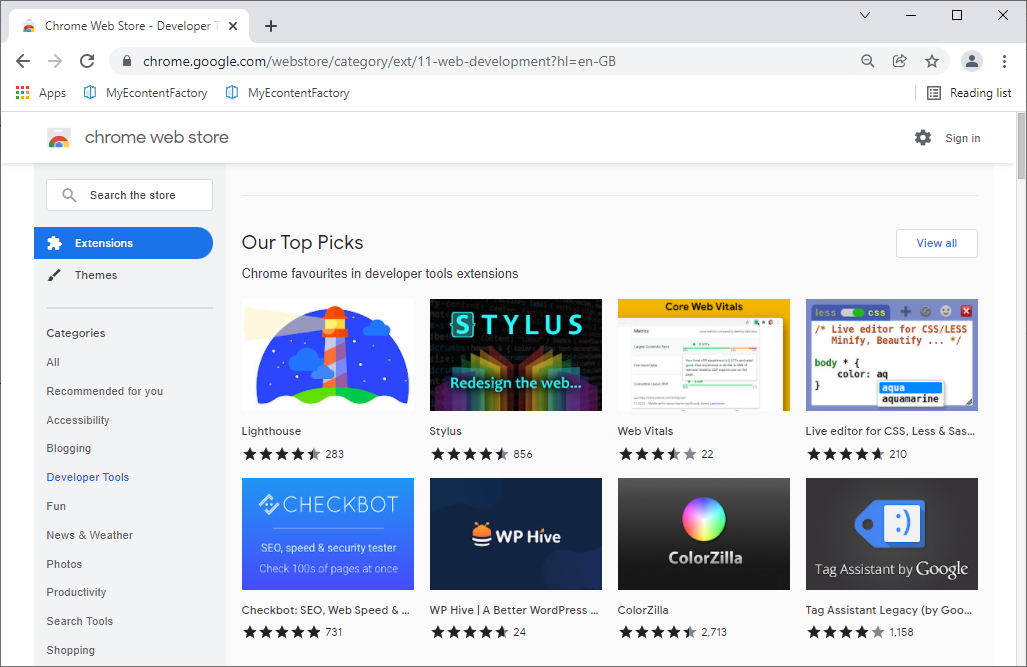 Chrome Web Store - Developer T
chrome.google.com/webstore/category/ext/11-web-development?hl=en-GB
Apps MyEcontentFactory MyEcontentFactory Reading list
chrome web store Sign in
Search the store
Extensions
Themes
Categories
All
Recommended for you
Accessibility
Blogging
Developer Tools
Fun
News & Weather
Photos
Productivity
Search Tools
Shopping
Our Top Picks View all
Chrome favourites in developer tools extensions
STYLUS
Redesign the web...
Core Web Vitals
Metrics
less css
/* Live editor for CSS/LESS
Minify, Beautify ... */
body * {
color: aq
}
aqua
aquamarine
Lighthouse
283
Stylus
856
Web Vitals
22
Live editor for CSS, Less & Sas...
210
CHECKBOT
SEO, speed & security tester
Check 100s of pages at once
WP Hive
ColorZilla
Tag Assistant by Google
Checkbot: SEO, Web Speed & ...
731
WP Hive | A Better WordPress ...
24
ColorZilla
2,713
Tag Assistant Legacy (by Goo...
1,158